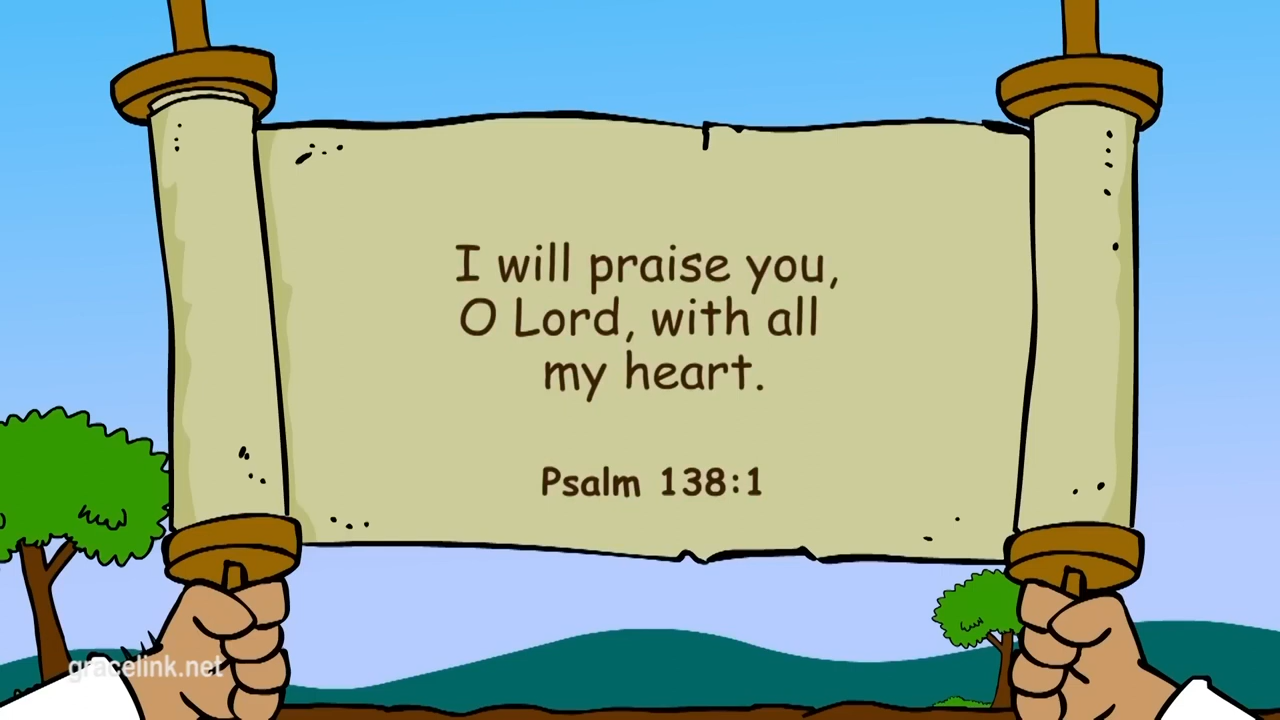 I will praise you,
O Lord, with all
my heart.
Psalm 138:1
gracelink.net